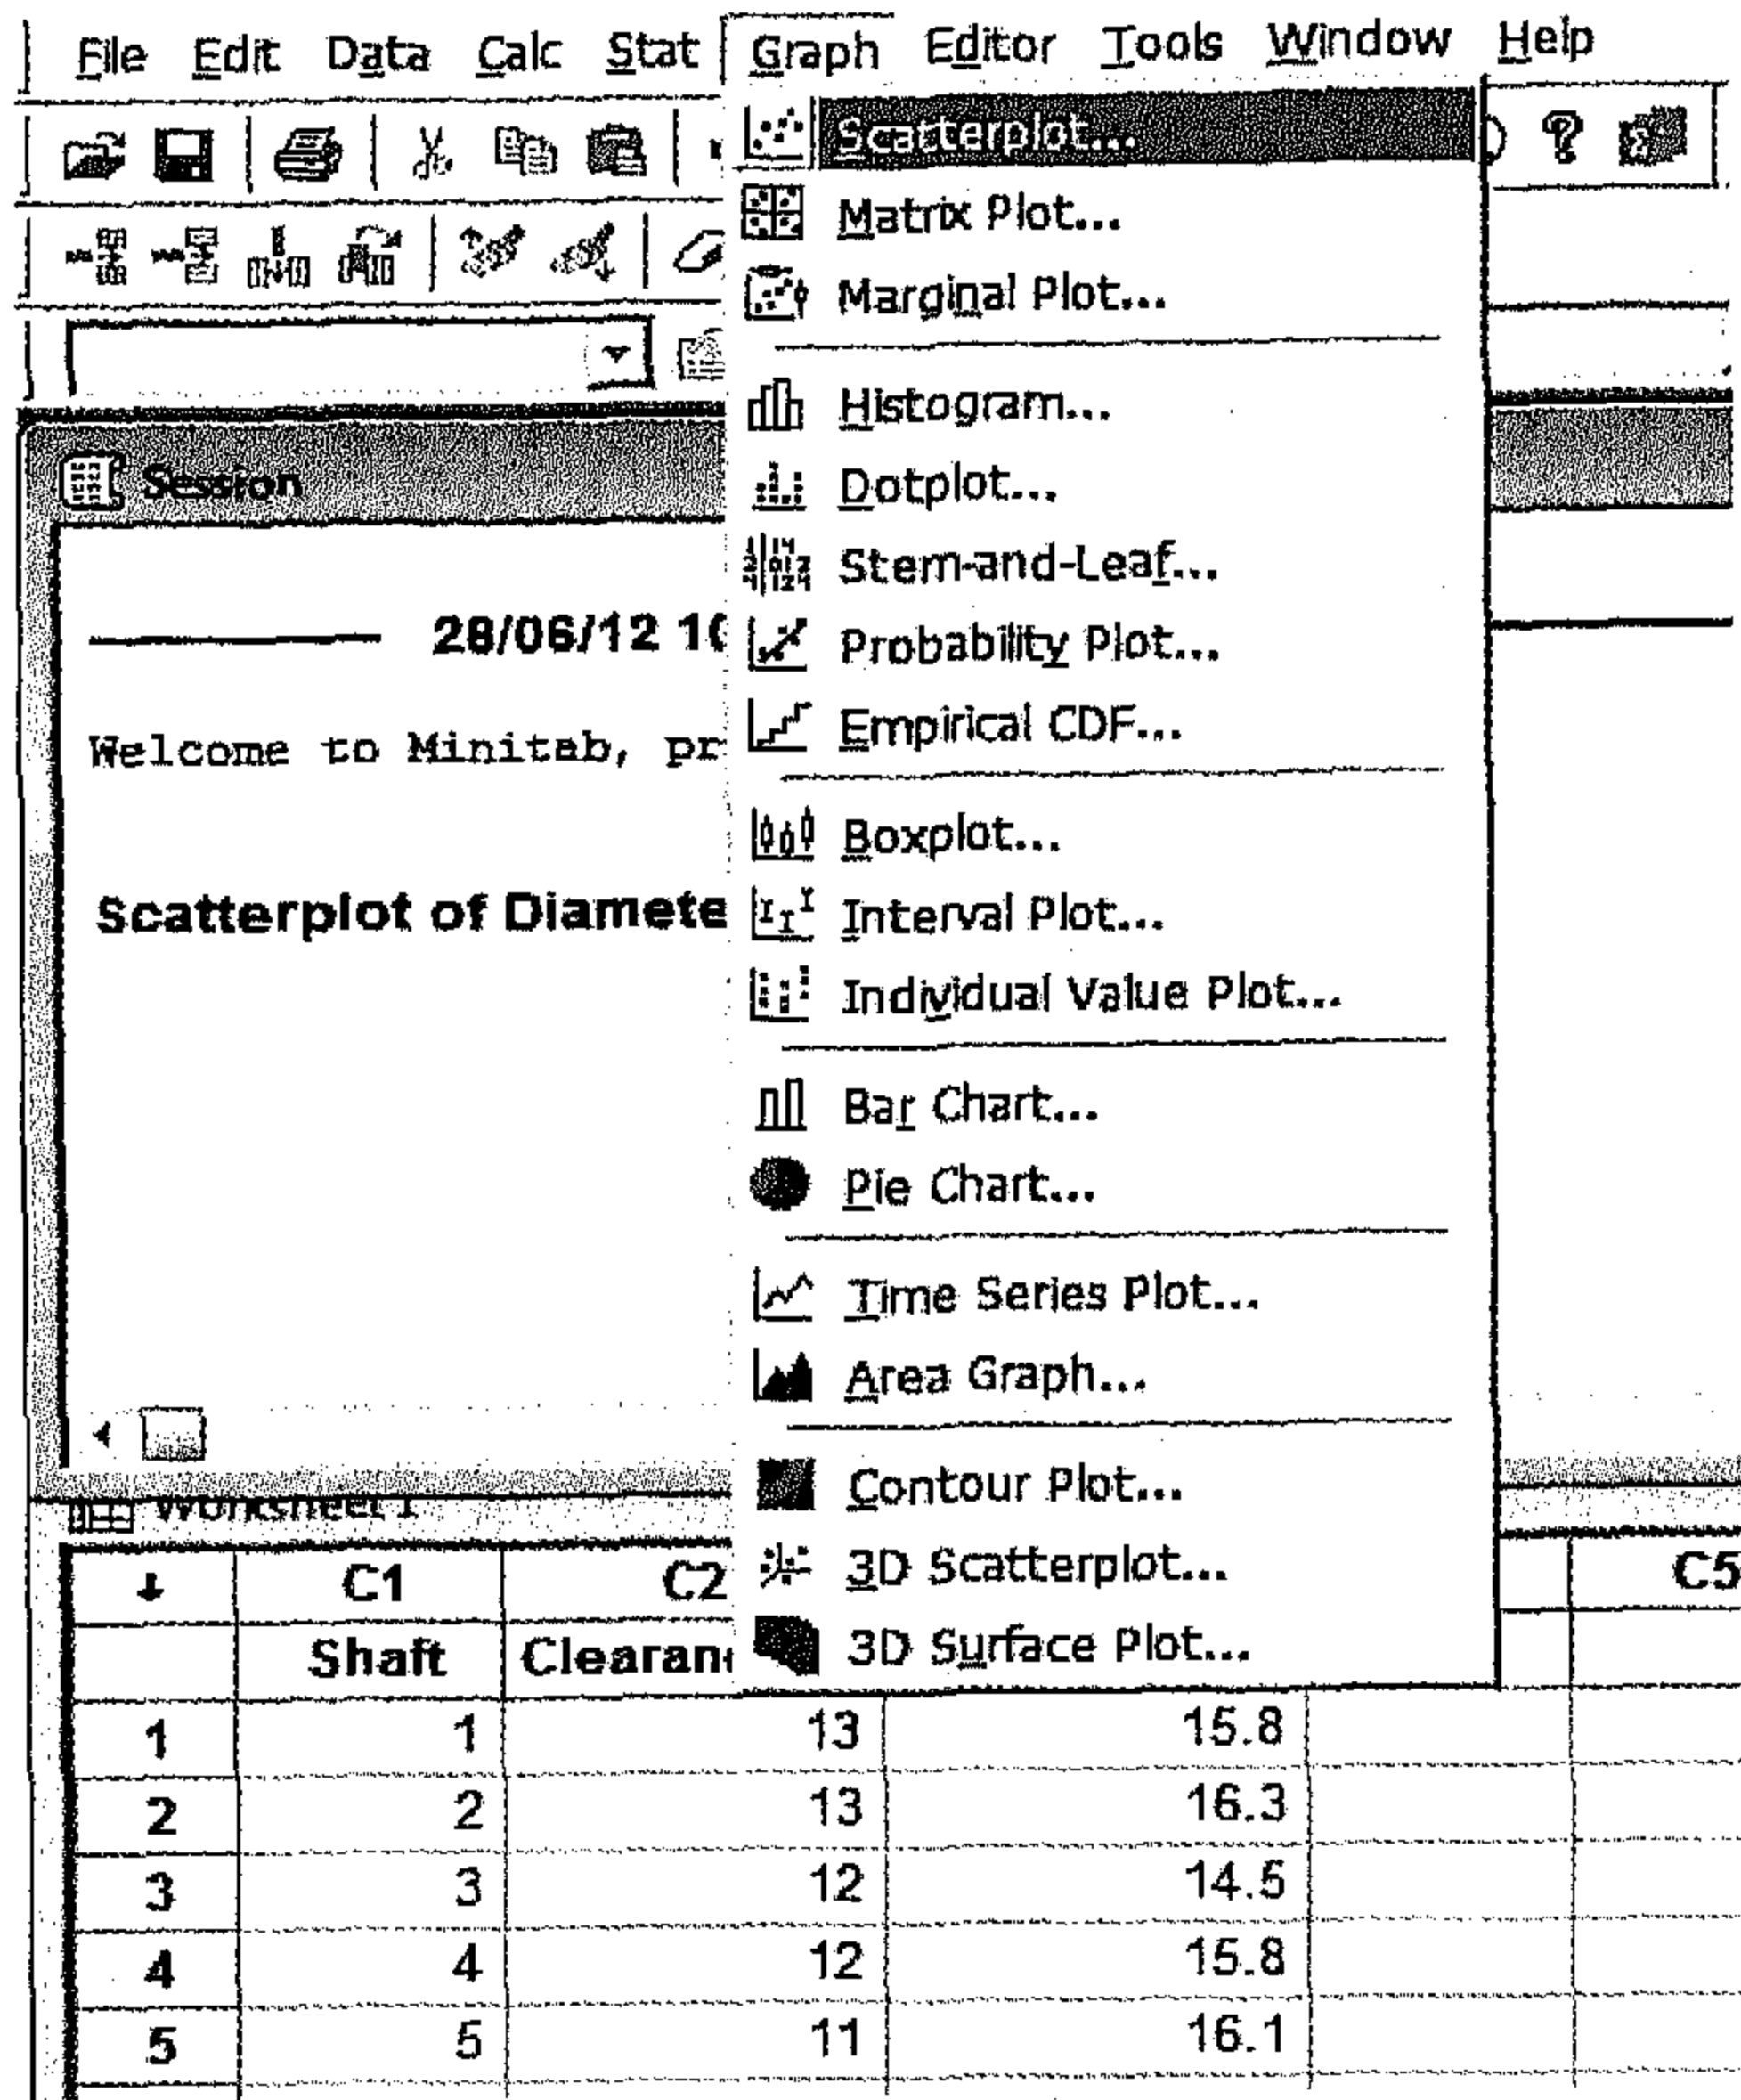 File Edit Data Calc Stat Graph Editor Tools Window Help
Scatterplot...
Matrix Plot...
Marginal Plot...
Histogram...
Dotplot...
Stem-and-Leaf...
Probability Plot...
Empirical CDF...
Boxplot...
Interval Plot...
Individual Value Plot...
Bar Chart...
Pie Chart...
Time Series Plot...
Area Graph...
Contour Plot...
3D Scatterplot...
3D Surface Plot...
Session
28/06/12 10
Welcome to Minitab, pr
Scatterplot of Diamete
Worksheet 1
C1 C2 C5
Shaft Clearan
1 1 13 15.8
2 2 13 16.3
3 3 12 14.5
4 4 12 15.8
5 5 11 16.1